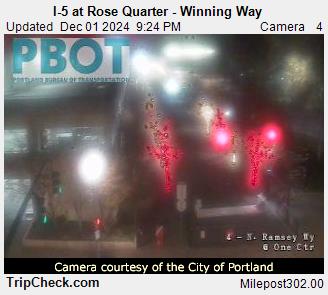 I-5 at Rose Quarter - Winning Way
Updated Dec 01 2024 9:24 PM Camera 4
PBOT
PORTLAND BUREAU OF TRANSPORTATION
4 - N. Ramsey Wy
@ One Ctr
Camera courtesy of the City of Portland
TripCheck.com Milepost302.00